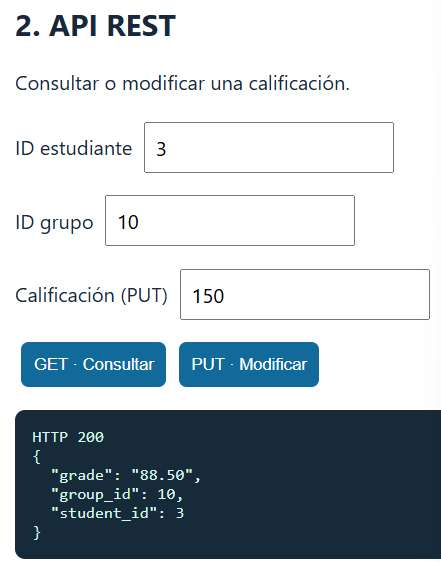 2. API REST
Consultar o modificar una calificación.
ID estudiante 3
ID grupo 10
Calificación (PUT) 150
GET · Consultar PUT · Modificar
HTTP 200
{
  "grade": "88.50",
  "group_id": 10,
  "student_id": 3
}